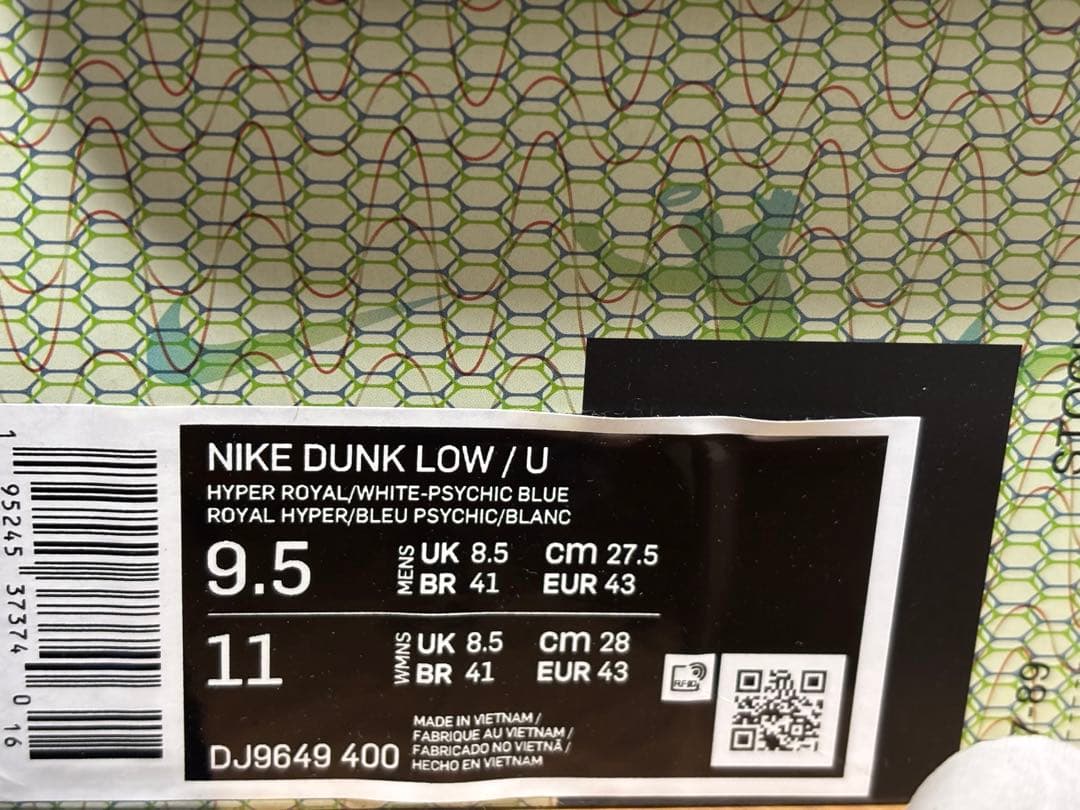 NIKE DUNK LOW / U
HYPER ROYAL/WHITE-PSYCHIC BLUE
ROYAL HYPER/BLEU PSYCHIC/BLANC
9.5 MENS UK 8.5 cm 27.5
BR 41 EUR 43
11 WMNS UK 8.5 cm 28
BR 41 EUR 43
RFID
MADE IN VIETNAM /
FABRIQUE AU VIETNAM /
FABRICADO NO VIETNÃ /
HECHO EN VIETNAM
DJ9649 400
1 95245 37374 0 16